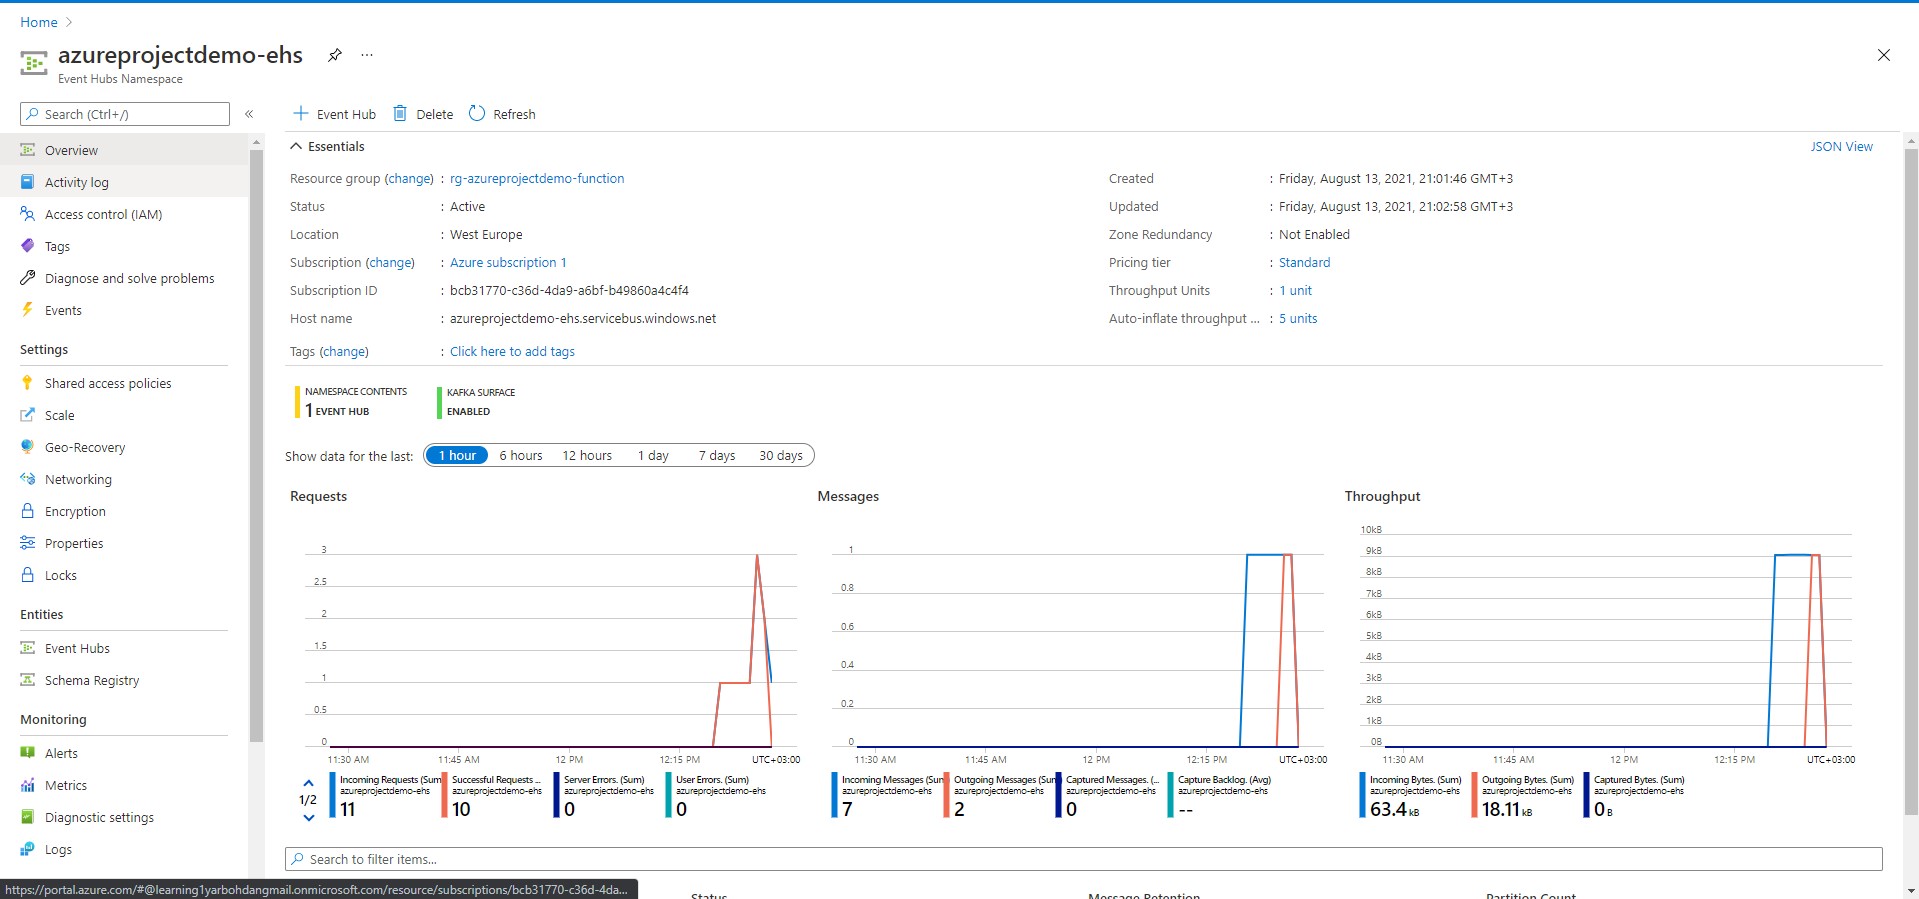 Home >
azureprojectdemo-ehs ...
Event Hubs Namespace
Search (Ctrl+/) «
Overview
Activity log
Access control (IAM)
Tags
Diagnose and solve problems
Events
Settings
Shared access policies
Scale
Geo-Recovery
Networking
Encryption
Properties
Locks
Entities
Event Hubs
Schema Registry
Monitoring
Alerts
Metrics
Diagnostic settings
Logs
Event Hub Delete Refresh
Essentials JSON View
Resource group (change) : rg-azureprojectdemo-function
Status : Active
Location : West Europe
Subscription (change) : Azure subscription 1
Subscription ID : bcb31770-c36d-4da9-a6bf-b49860a4c4f4
Host name : azureprojectdemo-ehs.servicebus.windows.net
Tags (change) : Click here to add tags
Created : Friday, August 13, 2021, 21:01:46 GMT+3
Updated : Friday, August 13, 2021, 21:02:58 GMT+3
Zone Redundancy : Not Enabled
Pricing tier : Standard
Throughput Units : 1 unit
Auto-inflate throughput ... : 5 units
NAMESPACE CONTENTS
1 EVENT HUB
KAFKA SURFACE
ENABLED
Show data for the last: 1 hour 6 hours 12 hours 1 day 7 days 30 days
Requests
3
2.5
2
1.5
1
0.5
0
11:30 AM 11:45 AM 12 PM 12:15 PM UTC+03:00
1/2
Incoming Requests (Sum
azureprojectdemo-ehs
11
Successful Requests ...
azureprojectdemo-ehs
10
Server Errors. (Sum)
azureprojectdemo-ehs
0
User Errors. (Sum)
azureprojectdemo-ehs
0
Messages
1
0.8
0.6
0.4
0.2
0
11:30 AM 11:45 AM 12 PM 12:15 PM UTC+03:00
Incoming Messages (Sum
azureprojectdemo-ehs
7
Outgoing Messages (Sum
azureprojectdemo-ehs
2
Captured Messages. (...
azureprojectdemo-ehs
0
Capture Backlog. (Avg)
azureprojectdemo-ehs
--
Throughput
10kB
9kB
8kB
7kB
6kB
5kB
4kB
3kB
2kB
1kB
0B
11:30 AM 11:45 AM 12 PM 12:15 PM UTC+03:00
Incoming Bytes. (Sum)
azureprojectdemo-ehs
63.4 kB
Outgoing Bytes. (Sum)
azureprojectdemo-ehs
18.11 kB
Captured Bytes. (Sum)
azureprojectdemo-ehs
0 B
Search to filter items...
Status Message Retention Partition Count
https://portal.azure.com/#@learning1yarbohdangmail.onmicrosoft.com/resource/subscriptions/bcb31770-c36d-4da...